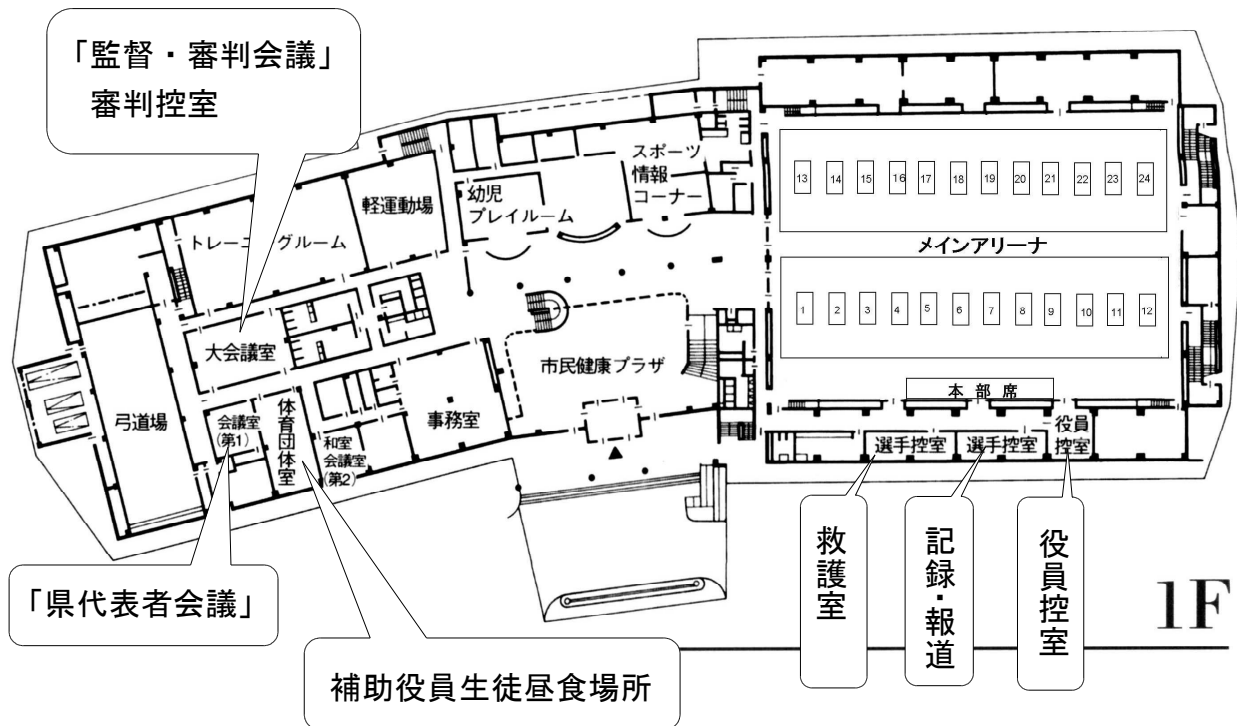 「監督・審判会議」
審判控室
スポーツ
情報
コーナー
幼児
プレイルーム
軽運動場
トレーニングルーム
13 14 15 16 17 18 19 20 21 22 23 24
メインアリーナ
1 2 3 4 5 6 7 8 9 10 11 12
本部席
大会議室
市民健康プラザ
弓道場
会議室
(第1)
体育団体室
和室
会議室
(第2)
事務室
選手控室
選手控室
役員
控室
「県代表者会議」
補助役員生徒昼食場所
救護室
記録・報道
役員控室
1F